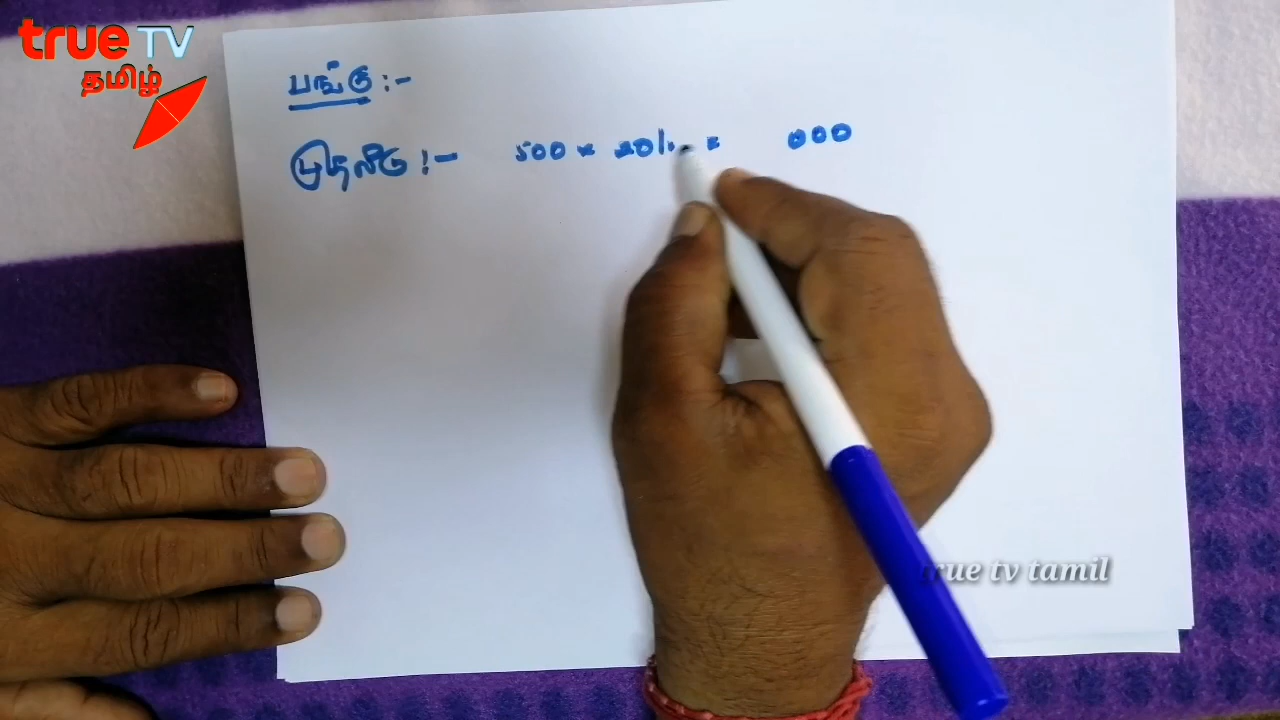 true TV
தமிழ்
பங்கு :-
முதலீடு :- 500 × 20/. = 000
true tv tamil